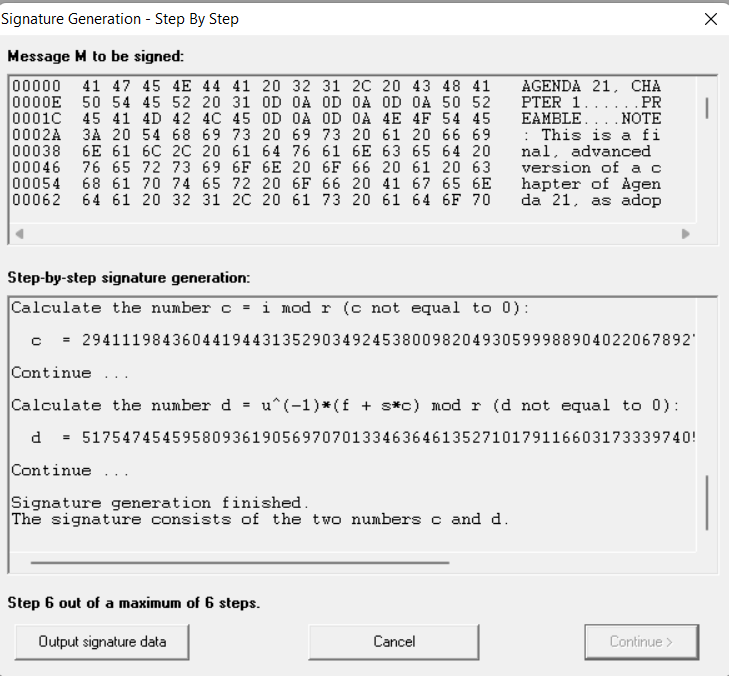 Signature Generation - Step By Step
Message M to be signed:
00000 41 47 45 4E 44 41 20 32 31 2C 20 43 48 41 AGENDA 21, CHA
0000E 50 54 45 52 20 31 0D 0A 0D 0A 0D 0A 50 52 PTER 1......PR
0001C 45 41 4D 42 4C 45 0D 0A 0D 0A 4E 4F 54 45 EAMBLE....NOTE
0002A 3A 20 54 68 69 73 20 69 73 20 61 20 66 69 : This is a fi
00038 6E 61 6C 2C 20 61 64 76 61 6E 63 65 64 20 nal, advanced
00046 76 65 72 73 69 6F 6E 20 6F 66 20 61 20 63 version of a c
00054 68 61 70 74 65 72 20 6F 66 20 41 67 65 6E hapter of Agen
00062 64 61 20 32 31 2C 20 61 73 20 61 64 6F 70 da 21, as adop
Step-by-step signature generation:
Calculate the number c = i mod r (c not equal to 0):
c = 29411198436044194431352903492453800982049305999889040220678927
Continue ...
Calculate the number d = u^(-1)*(f + s*c) mod r (d not equal to 0):
d = 51754745459580936190569707013346364613527101791166031733397405
Continue ...
Signature generation finished.
The signature consists of the two numbers c and d.
Step 6 out of a maximum of 6 steps.
Output signature data
Cancel
Continue >